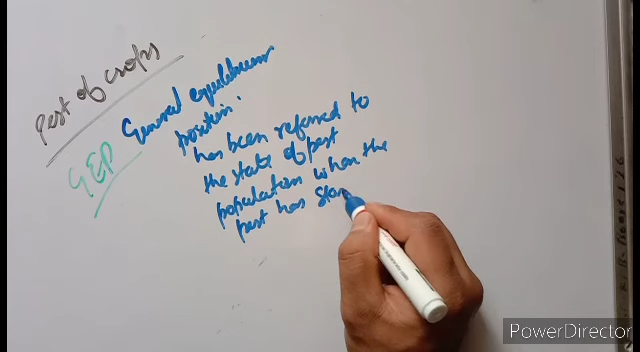 Pest of crops
GEP General equilibrium
position.
has been referred to
the state of pest
population when the
pest has star
PowerDirector